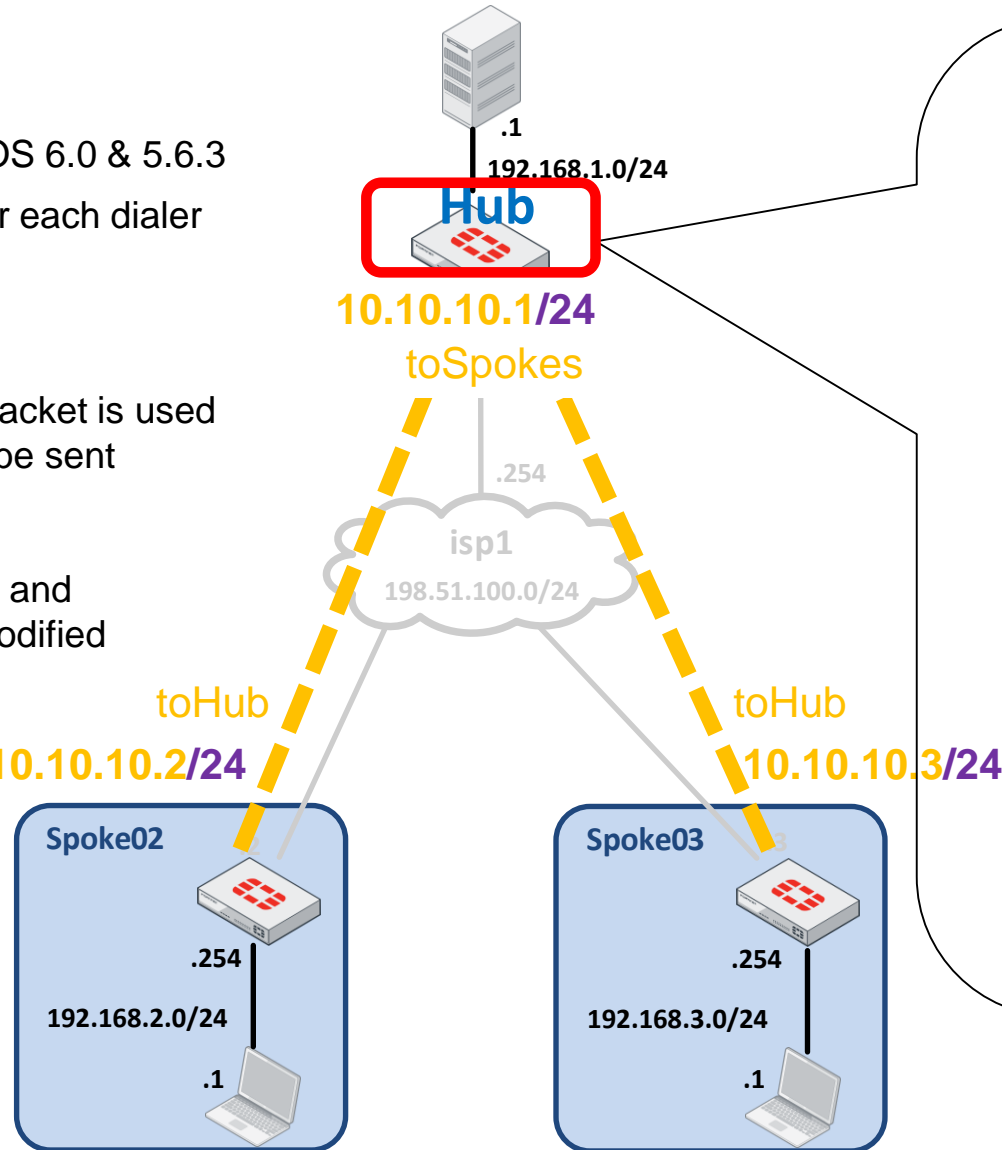 .1
OS 6.0 & 5.6.3
192.168.1.0/24
r each dialer
Hub
10.10.10.1/24
toSpokes
acket is used
be sent
.254
isp1
198.51.100.0/24
and
odified
toHub
toHub
10.10.10.2/24
10.10.10.3/24
Spoke02
2
Spoke03
3
.254
.254
192.168.2.0/24
192.168.3.0/24
.1
.1